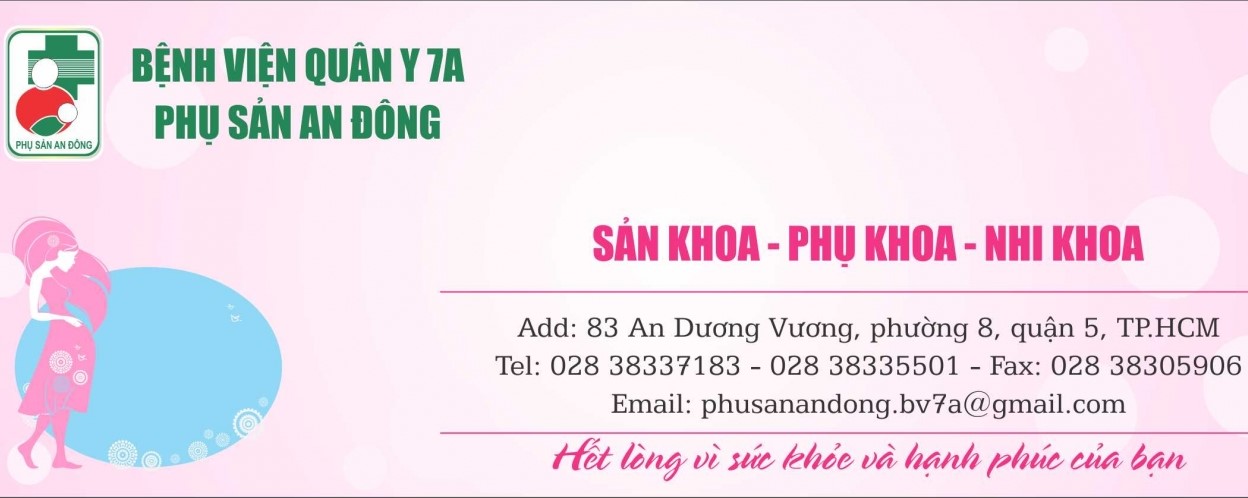 BỆNH VIỆN QUÂN Y 7A
PHỤ SẢN AN ĐÔNG
PHỤ SẢN AN ĐÔNG
SẢN KHOA - PHỤ KHOA - NHI KHOA
Add: 83 An Dương Vương, phường 8, quận 5, TP.HCM
Tel: 028 38337183 - 028 38335501 - Fax: 028 38305906
Email: phusanandong.bv7a@gmail.com
Hết lòng vì sức khỏe và hạnh phúc của bạn